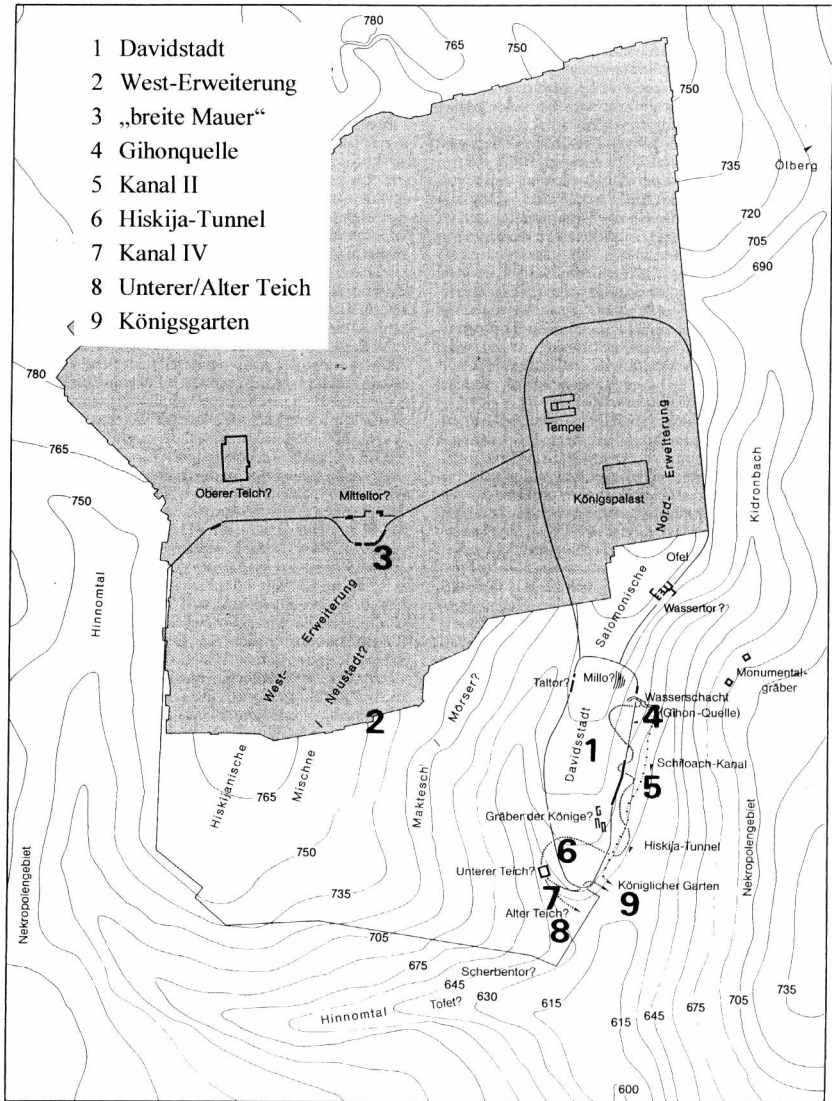 1 Davidstadt
2 West-Erweiterung
3 „breite Mauer“
4 Gihonquelle
5 Kanal II
6 Hiskija-Tunnel
7 Kanal IV
8 Unterer/Alter Teich
9 Königsgarten
780
765
750
750
735
Ölberg
720
705
690
780
765
750
Tempel
Königspalast
Nord-Erweiterung
Kidronbach
Oberer Teich?
Mitteltor?
3
Hinnomtal
Ofel
Salomonische
Wassertor?
West-Erweiterung
Neustadt?
Monumental-
gräber
Taltor?
Millo?
Wasserschacht
(Gihon-Quelle)
4
2
Mörser?
1
Davidsstadt
Schiloach-Kanal
5
Hiskijanische
Mischne
765
Maktesch
Gräber der Könige?
Hiskija-Tunnel
6
750
Unterer Teich?
Königlicher Garten
7
9
735
Alter Teich?
8
Nekropolengebiet
Nekropolengebiet
705
675
645
630
615
Scherbentor?
Tofet?
Hinnomtal
615
645
675
705
735
600